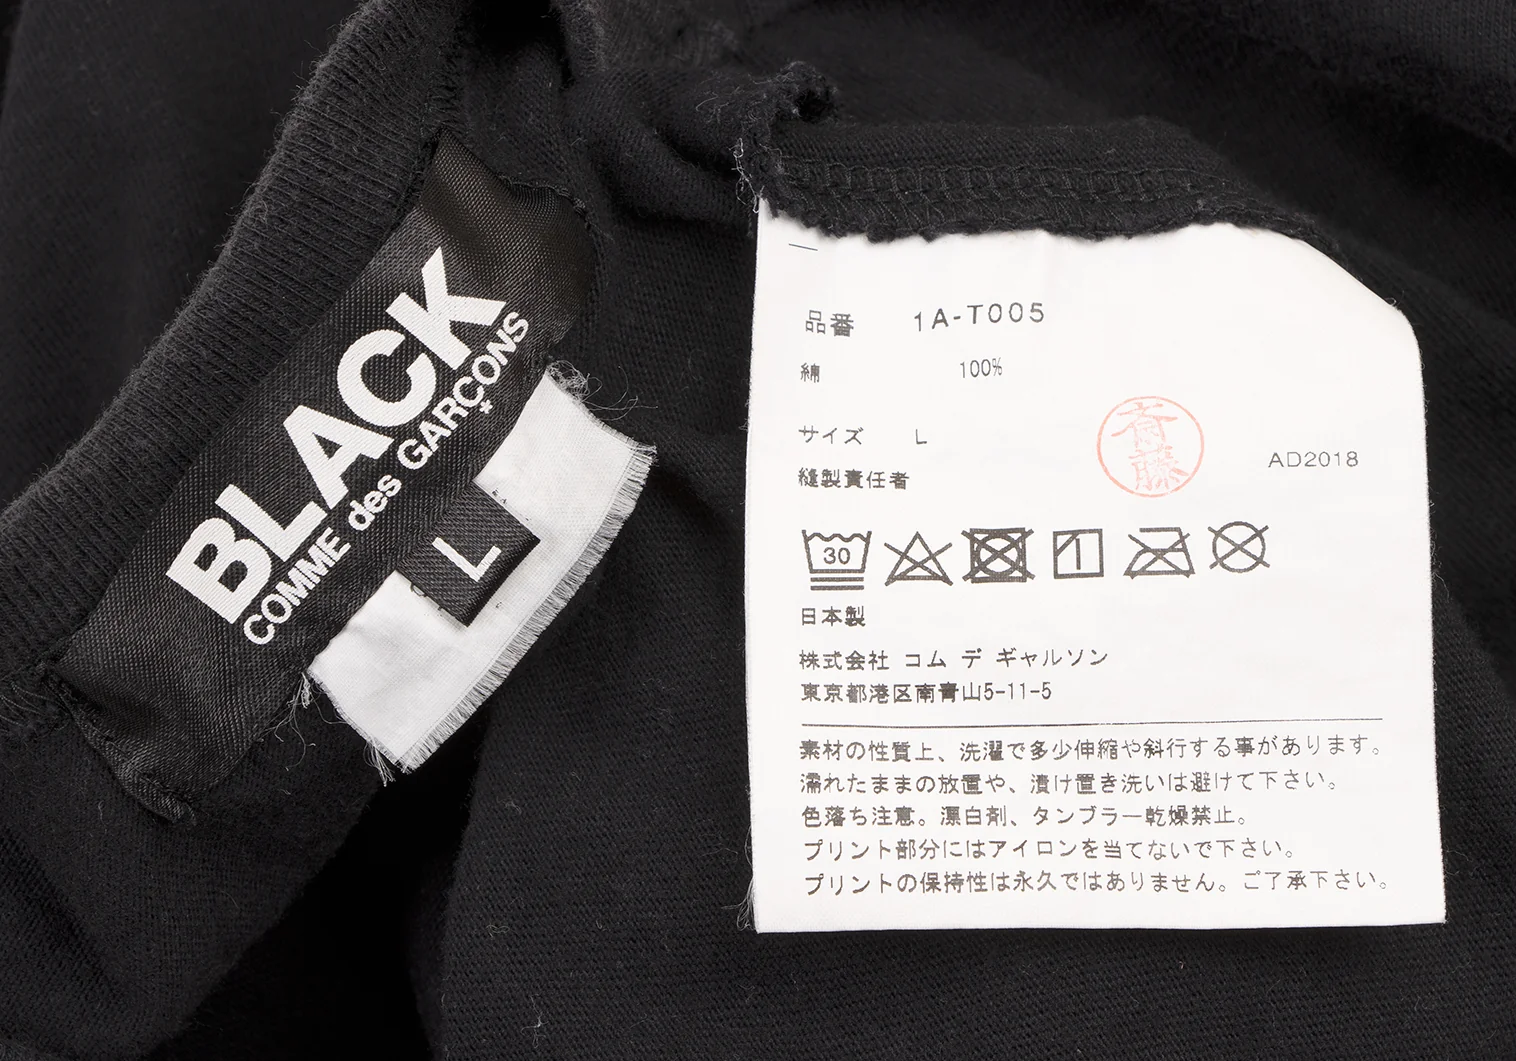 BLACK
COMME des GARÇONS
L
品番 1A-T005
綿 100%
サイズ L
縫製責任者
斉藤
AD2018
30
日本製
株式会社 コム デ ギャルソン
東京都港区南青山5-11-5
素材の性質上、洗濯で多少伸縮や斜行する事があります。
濡れたままの放置や、漬け置き洗いは避けて下さい。
色落ち注意。漂白剤、タンブラー乾燥禁止。
プリント部分にはアイロンを当てないで下さい。
プリントの保持性は永久ではありません。ご了承下さい。